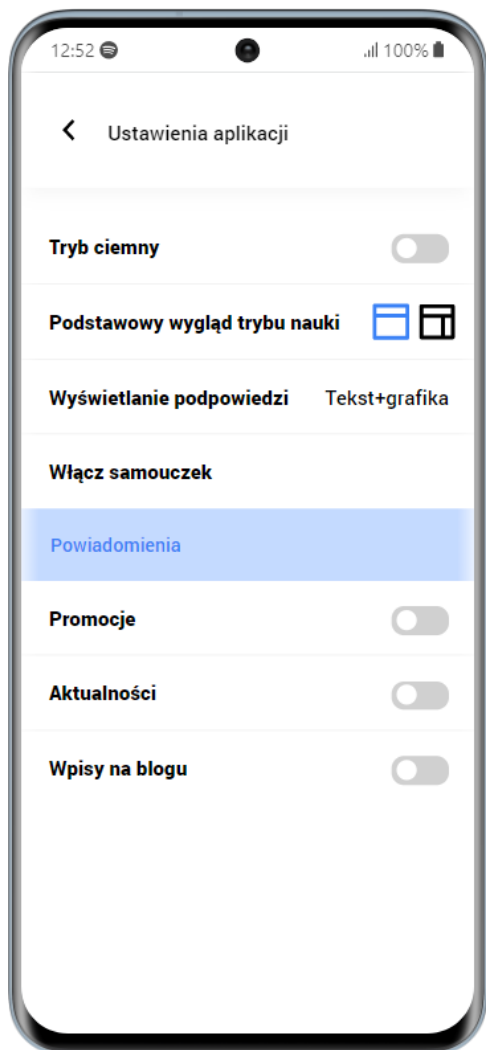 12:52 100%
Ustawienia aplikacji
Tryb ciemny
Podstawowy wygląd trybu nauki
Wyświetlanie podpowiedzi Tekst+grafika
Włącz samouczek
Powiadomienia
Promocje
Aktualności
Wpisy na blogu